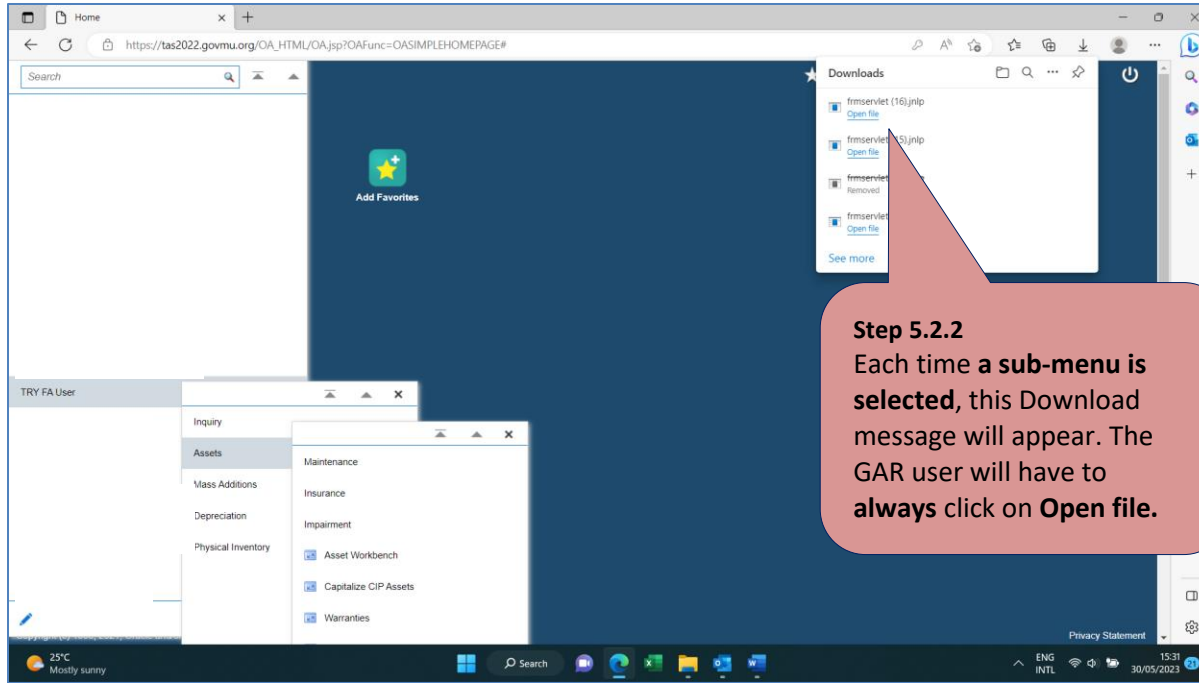 Home
https://tas2022.govmu.org/OA_HTML/OA.jsp?OAFunc=OASIMPLEHOMEPAGE#
Search
Downloads
frmservlet (16).jnlp
Open file
frmservlet 15).jnlp
Open file
frmservlet
Removed
frmservlet
Open file
See more
Add Favorites
Step 5.2.2
Each time a sub-menu is
selected, this Download
message will appear. The
GAR user will have to
always click on Open file.
TRY FA User
Inquiry
Assets
Mass Additions
Depreciation
Physical Inventory
Maintenance
Insurance
Impairment
Asset Workbench
Capitalize CIP Assets
Warranties
Privacy Statement
25°C
Mostly sunny
Search
ENG
INTL
15:31
30/05/2023
21